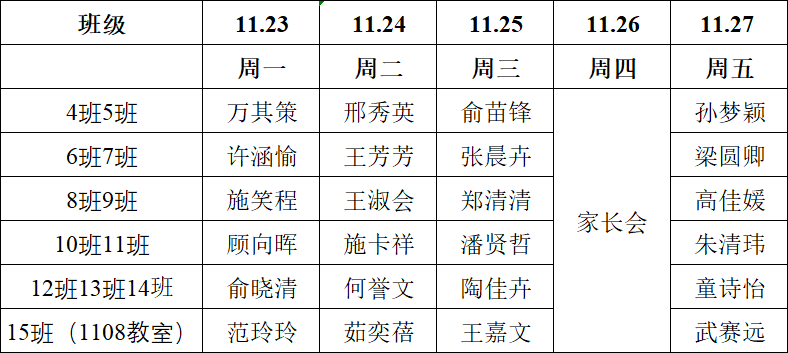 班级 11.23 11.24 11.25 11.26 11.27
周一 周二 周三 周四 周五
4班5班 万其策 邢秀英 俞苗锋 孙梦颖
6班7班 许涵愉 王芳芳 张晨卉 梁圆卿
8班9班 施笑程 王淑会 郑清清 高佳媛
家长会
10班11班 顾向晖 施卡祥 潘贤哲 朱清玮
12班13班14班 俞晓清 何誉文 陶佳卉 童诗怡
15班（1108教室） 范玲玲 茹奕蓓 王嘉文 武赛远